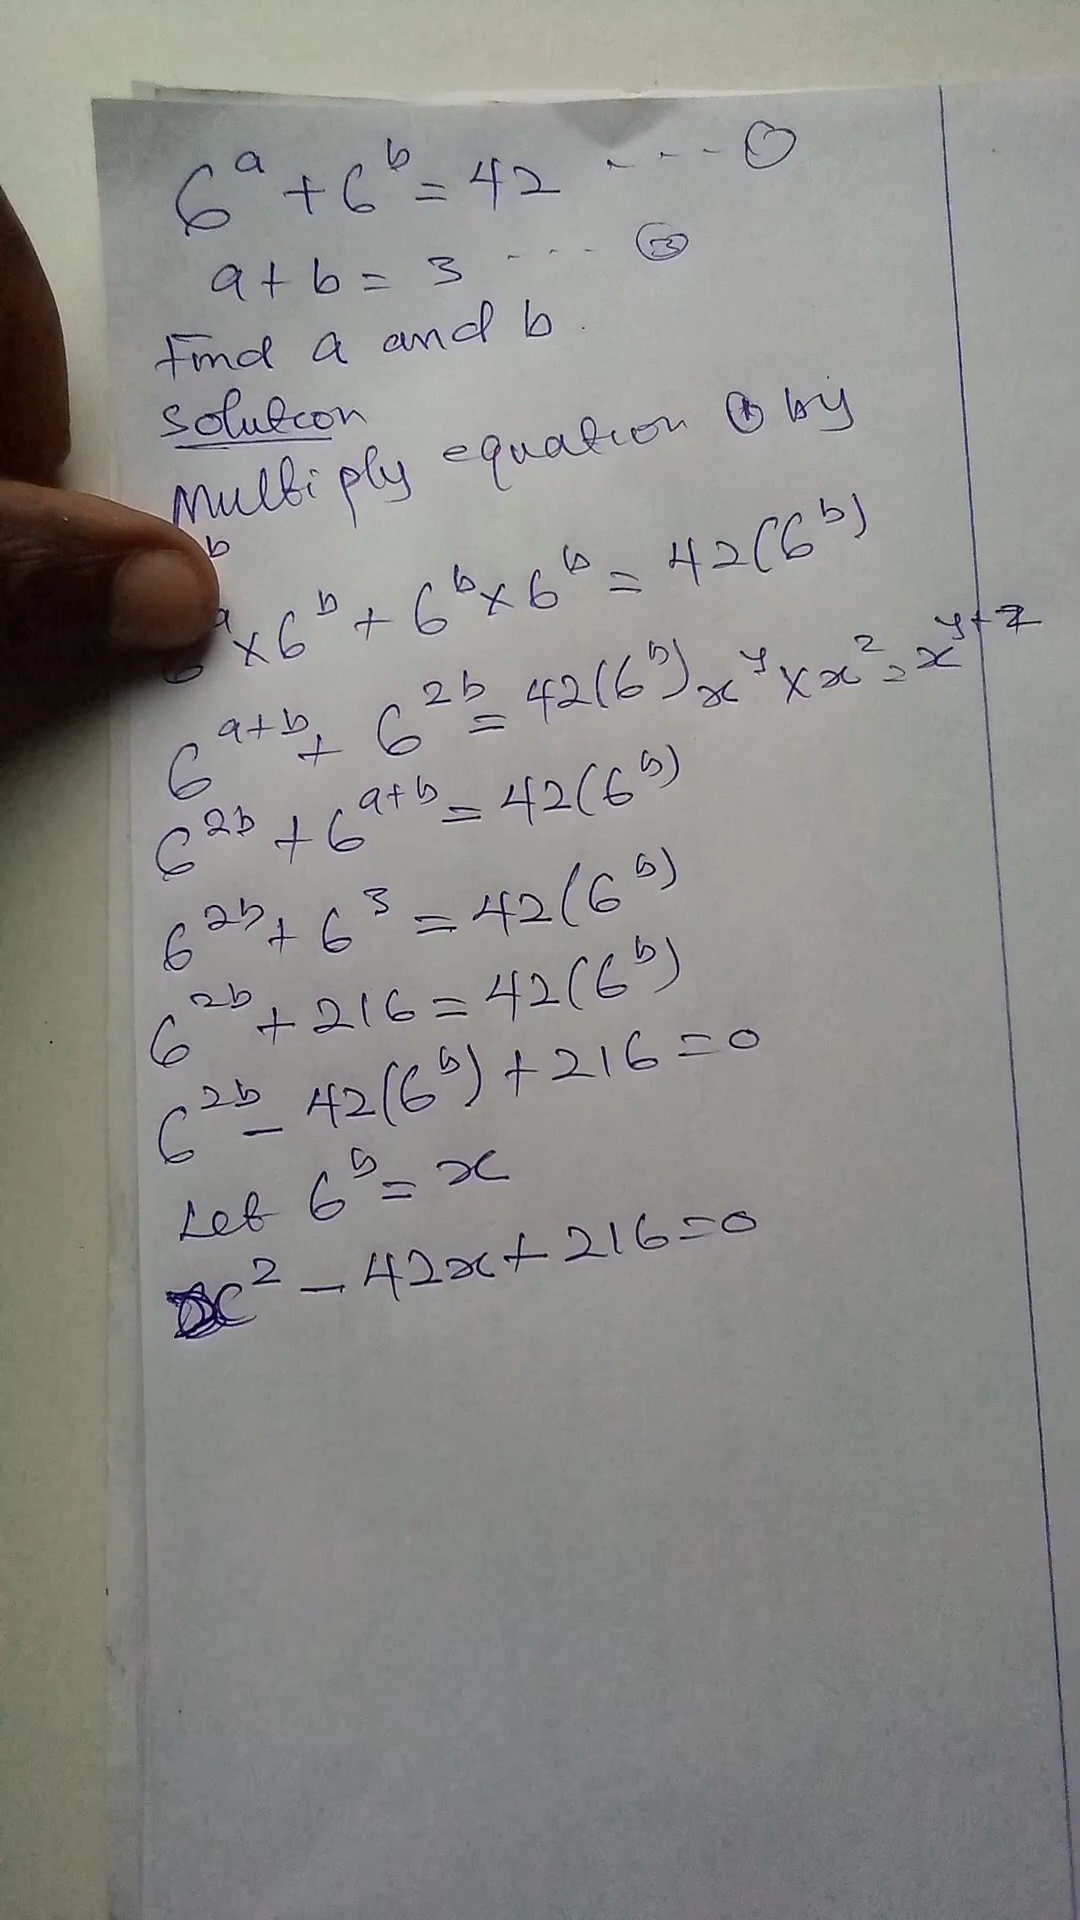 6^a + 6^b = 42 ---- ①
a + b = 3 ---- ②
Find a and b.
Solution
Multiply equation ① by
b
a × 6^b + 6^b × 6^b = 42(6^b)
6^{a+b} + 6^{2b} = 42(6^b) x^y × x^z = x^{y+z}
6^{2b} + 6^{a+b} = 42(6^b)
6^{2b} + 6^3 = 42(6^b)
6^{2b} + 216 = 42(6^b)
6^{2b} - 42(6^b) + 216 = 0
Let 6^b = x
x^2 - 42x + 216 = 0